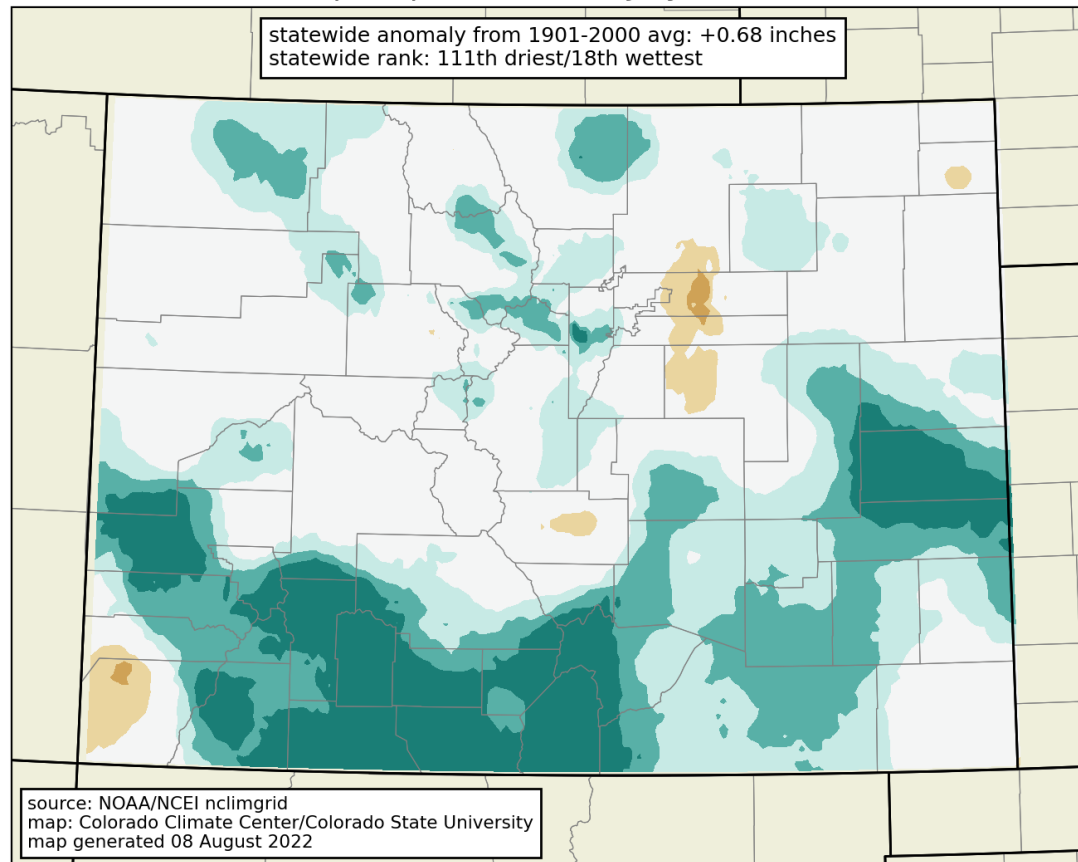 statewide anomaly from 1901-2000 avg: +0.68 inches
statewide rank: 111th driest/18th wettest
source: NOAA/NCEI nclimgrid
map: Colorado Climate Center/Colorado State University
map generated 08 August 2022